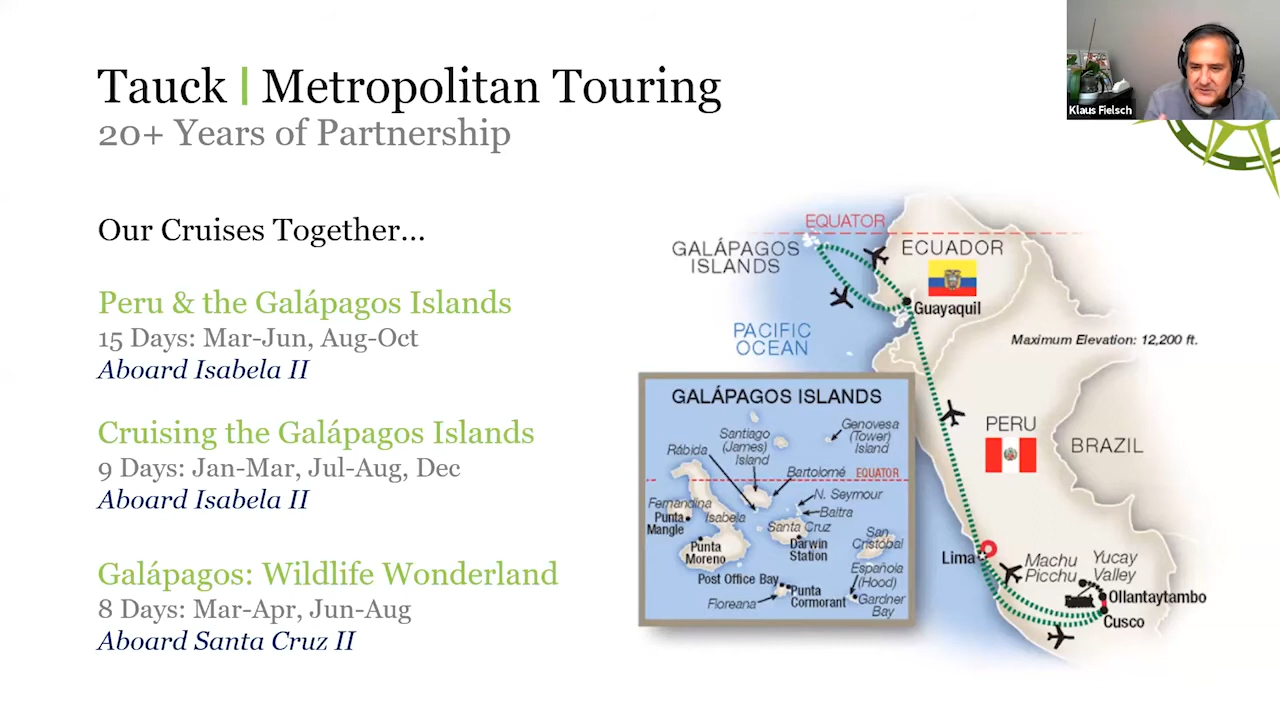 Tauck | Metropolitan Touring
20+ Years of Partnership
Klaus Fielsch
Our Cruises Together...
Peru & the Galápagos Islands
15 Days: Mar-Jun, Aug-Oct
Aboard Isabela II
Cruising the Galápagos Islands
9 Days: Jan-Mar, Jul-Aug, Dec
Aboard Isabela II
Galápagos: Wildlife Wonderland
8 Days: Mar-Apr, Jun-Aug
Aboard Santa Cruz II
EQUATOR
GALÁPAGOS
ISLANDS
ECUADOR
Guayaquil
PACIFIC
OCEAN
Maximum Elevation: 12,200 ft.
PERU
BRAZIL
Lima
Machu
Picchu
Yucay
Valley
Ollantaytambo
Cusco
GALÁPAGOS ISLANDS
Santiago
(James)
Island
Genovesa
(Tower)
Island
Rábida
Bartolomé
EQUATOR
N. Seymour
Baltra
Fernandina
Punta
Mangle
Isabela
Santa Cruz
Darwin
Station
San
Cristóbal
Punta
Moreno
Post Office Bay
Floreana
Punta
Cormorant
Española
(Hood)
Gardner
Bay